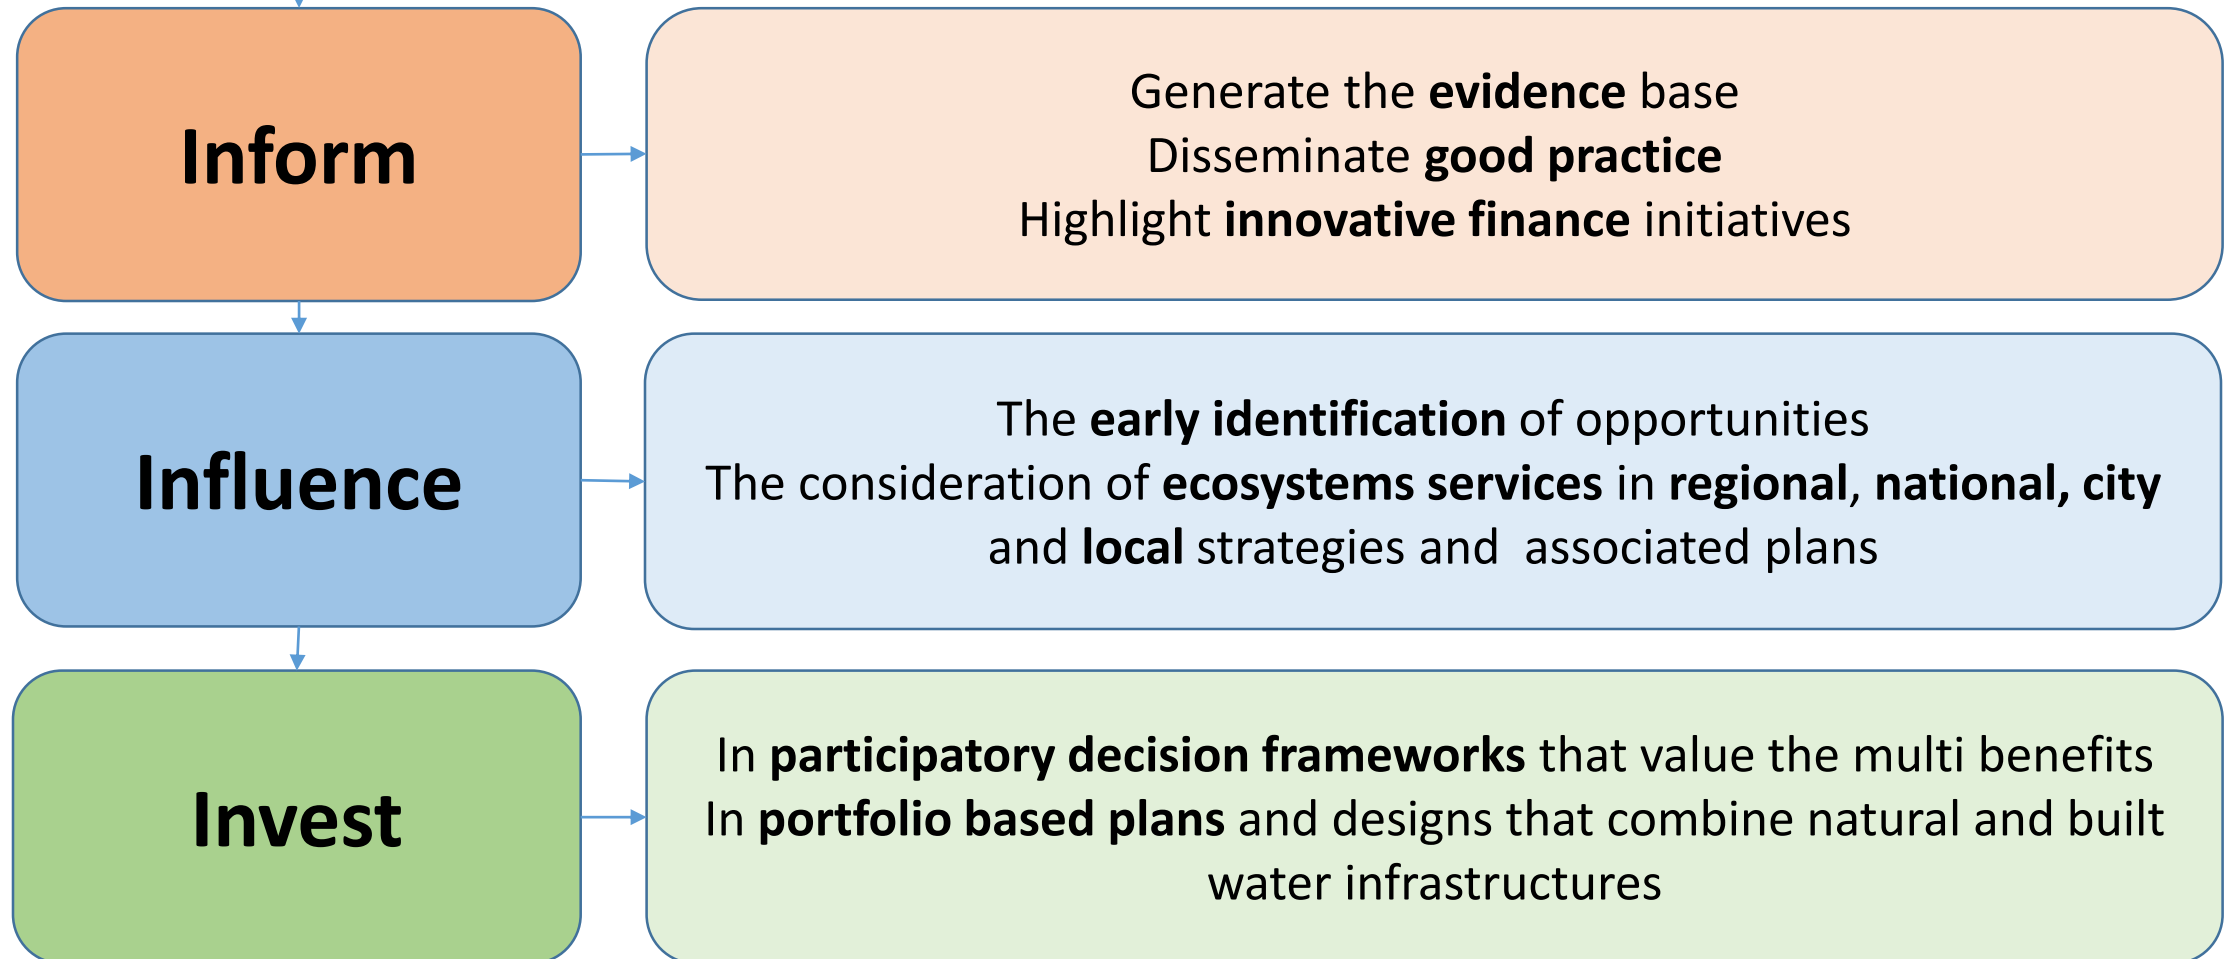 Inform
Generate the evidence base
Disseminate good practice
Highlight innovative finance initiatives
Influence
The early identification of opportunities
The consideration of ecosystems services in regional, national, city
and local strategies and  associated plans
Invest
In participatory decision frameworks that value the multi benefits
In portfolio based plans and designs that combine natural and built
water infrastructures